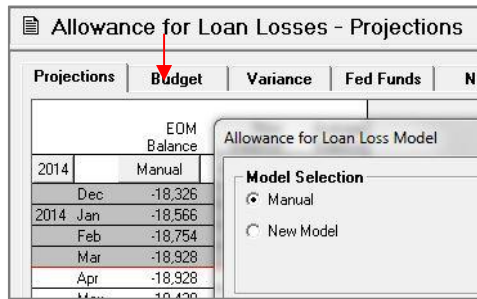 Allowance for Loan Losses - Projections
Projections Budget Variance Fed Funds N
EOM
Balance
Allowance for Loan Loss Model
2014 Manual
Model Selection
Dec -18,326
Manual
2014 Jan -18,566
Feb -18,754
New Model
Mar -18,928
Apr -18,928